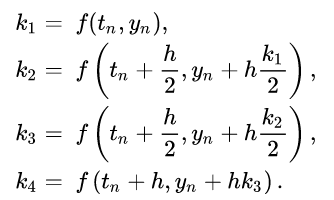 k₁ = f(tₙ, yₙ),
k₂ = f(tₙ + h/2, yₙ + h k₁/2),
k₃ = f(tₙ + h/2, yₙ + h k₂/2),
k₄ = f(tₙ + h, yₙ + hk₃).